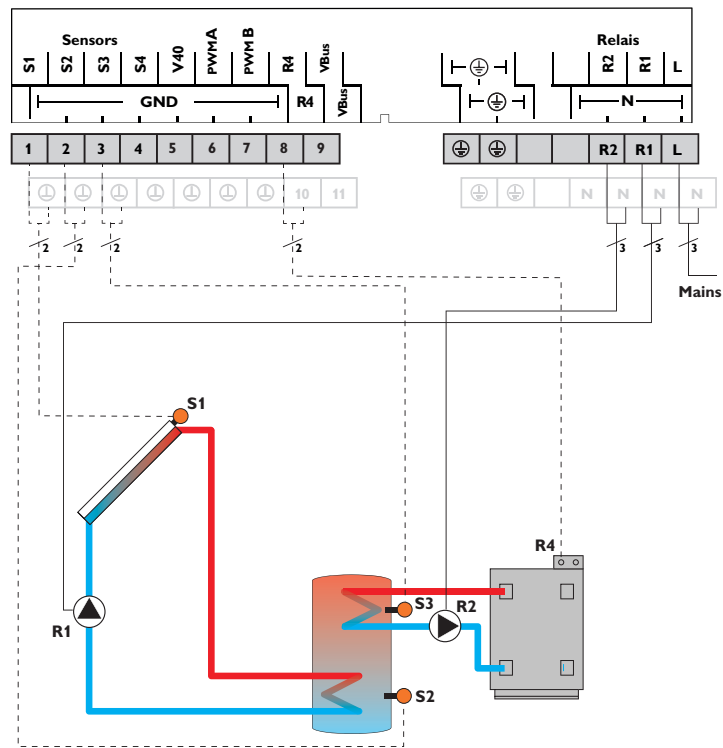 Sensors
Relais
S1 S2 S3 S4 V40 PWM A PWM B R4 VBus
R2 R1 L
GND
R4 VBus
N
1 2 3 4 5 6 7 8 9
R2 R1 L
10 11
N N N N
2 2 2 2
3 3 3
Mains
S1
R4
S3
R2
R1
S2